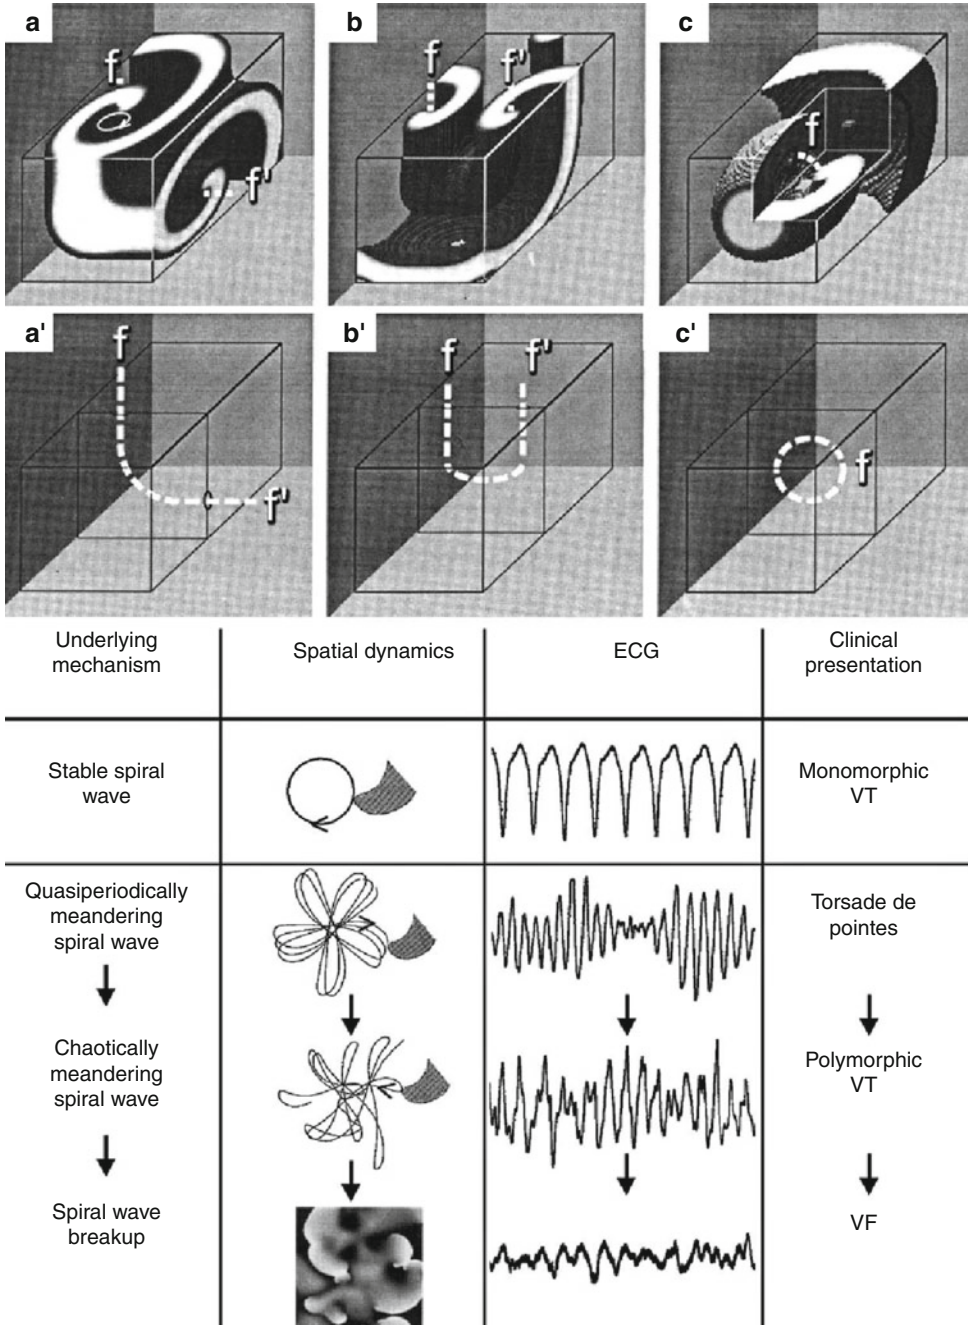 a
b
c
f
f'
f
f'
f
a'
b'
c'
f
f'
f
f'
f
Underlying
mechanism
Spatial dynamics
ECG
Clinical
presentation
Stable spiral
wave
Monomorphic
VT
Quasiperiodically
meandering
spiral wave
Torsade de
pointes
Chaotically
meandering
spiral wave
Polymorphic
VT
Spiral wave
breakup
VF